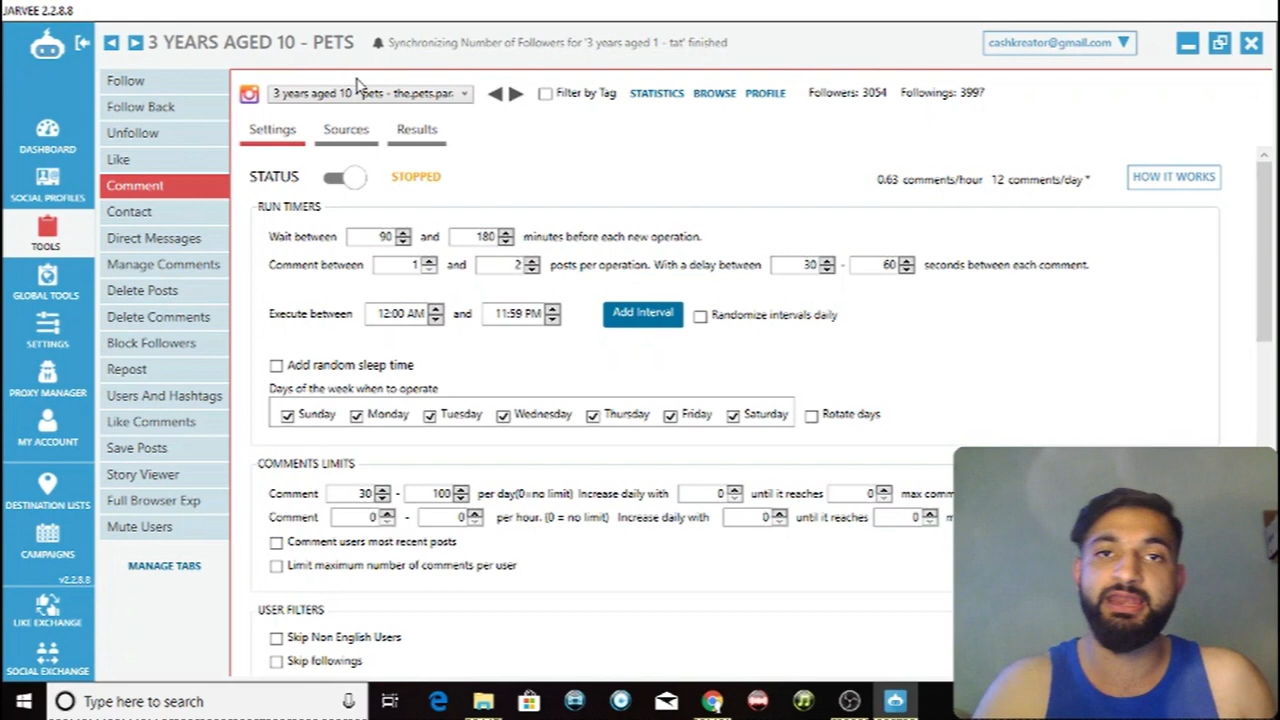 JARVEE 2.2.8.8
3 YEARS AGED 10 - PETS
Synchronizing Number of Followers for '3 years aged 1 - tat' finished
cashkreator@gmail.com
DASHBOARD
SOCIAL PROFILES
TOOLS
GLOBAL TOOLS
SETTINGS
PROXY MANAGER
MY ACCOUNT
DESTINATION LISTS
CAMPAIGNS
v2.2.8.8
LIKE EXCHANGE
SOCIAL EXCHANGE
Follow
Follow Back
Unfollow
Like
Comment
Contact
Direct Messages
Manage Comments
Delete Posts
Delete Comments
Block Followers
Repost
Users And Hashtags
Like Comments
Save Posts
Story Viewer
Full Browser Exp
Mute Users
MANAGE TABS
3 years aged 10 - pets - the.pets.par. Filter by Tag STATISTICS BROWSE PROFILE Followers: 3054 Followings: 3997
Settings Sources Results
STATUS STOPPED 0.63 comments/hour 12 comments/day * HOW IT WORKS
RUN TIMERS
Wait between 90 and 180 minutes before each new operation.
Comment between 1 and 2 posts per operation. With a delay between 30 - 60 seconds between each comment.
Execute between 12:00 AM and 11:59 PM Add Interval Randomize intervals daily
Add random sleep time
Days of the week when to operate
Sunday Monday Tuesday Wednesday Thursday Friday Saturday Rotate days
COMMENTS LIMITS
Comment 30 - 100 per day(0=no limit) Increase daily with 0 until it reaches 0 max comm
Comment 0 - 0 per hour. (0 = no limit) Increase daily with 0 until it reaches 0 m
Comment users most recent posts
Limit maximum number of comments per user
USER FILTERS
Skip Non English Users
Skip followings
Type here to search